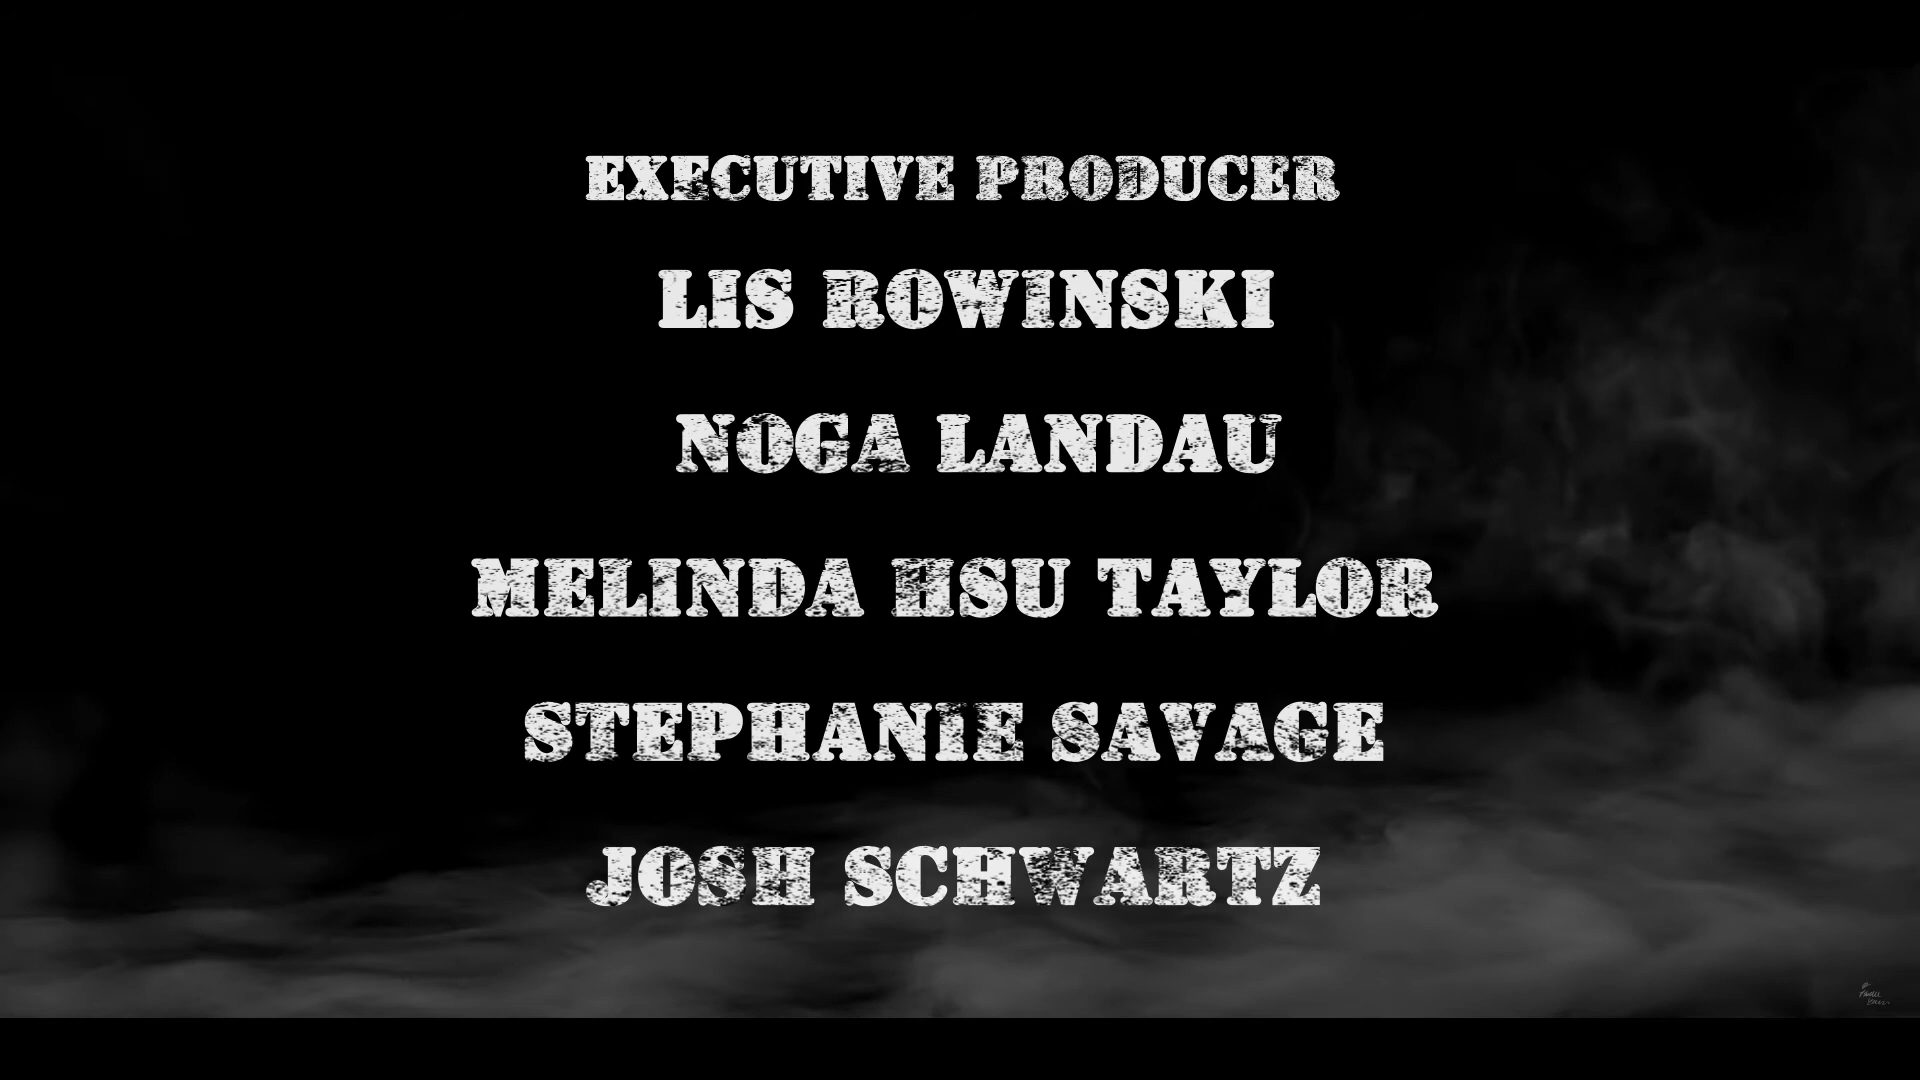 EXECUTIVE PRODUCER
LIS ROWINSKI
NOGA LANDAU
MELINDA HSU TAYLOR
STEPHANIE SAVAGE
JOSH SCHWARTZ